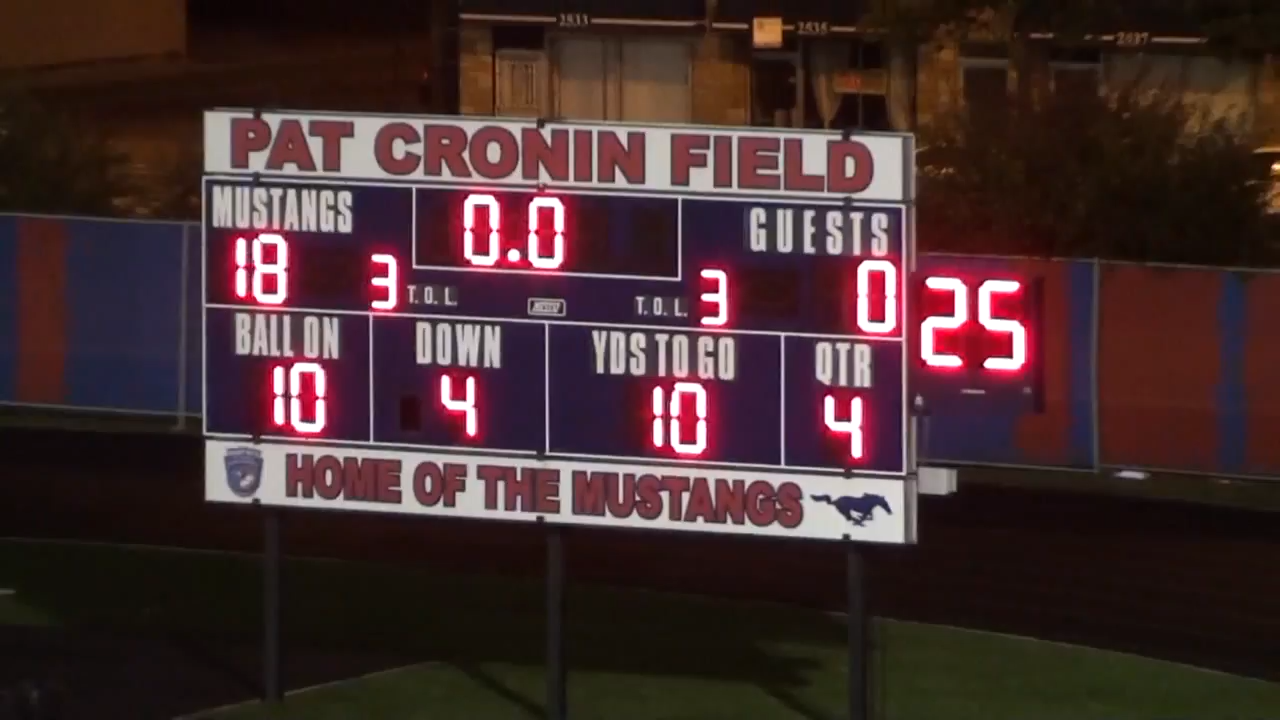 2533
2535
2537
PAT CRONIN FIELD
MUSTANGS 0.0 GUESTS
18 3 T.O.L. T.O.L. 3 0 25
BALL ON DOWN YDS TO GO QTR
10 4 10 4
HOME OF THE MUSTANGS